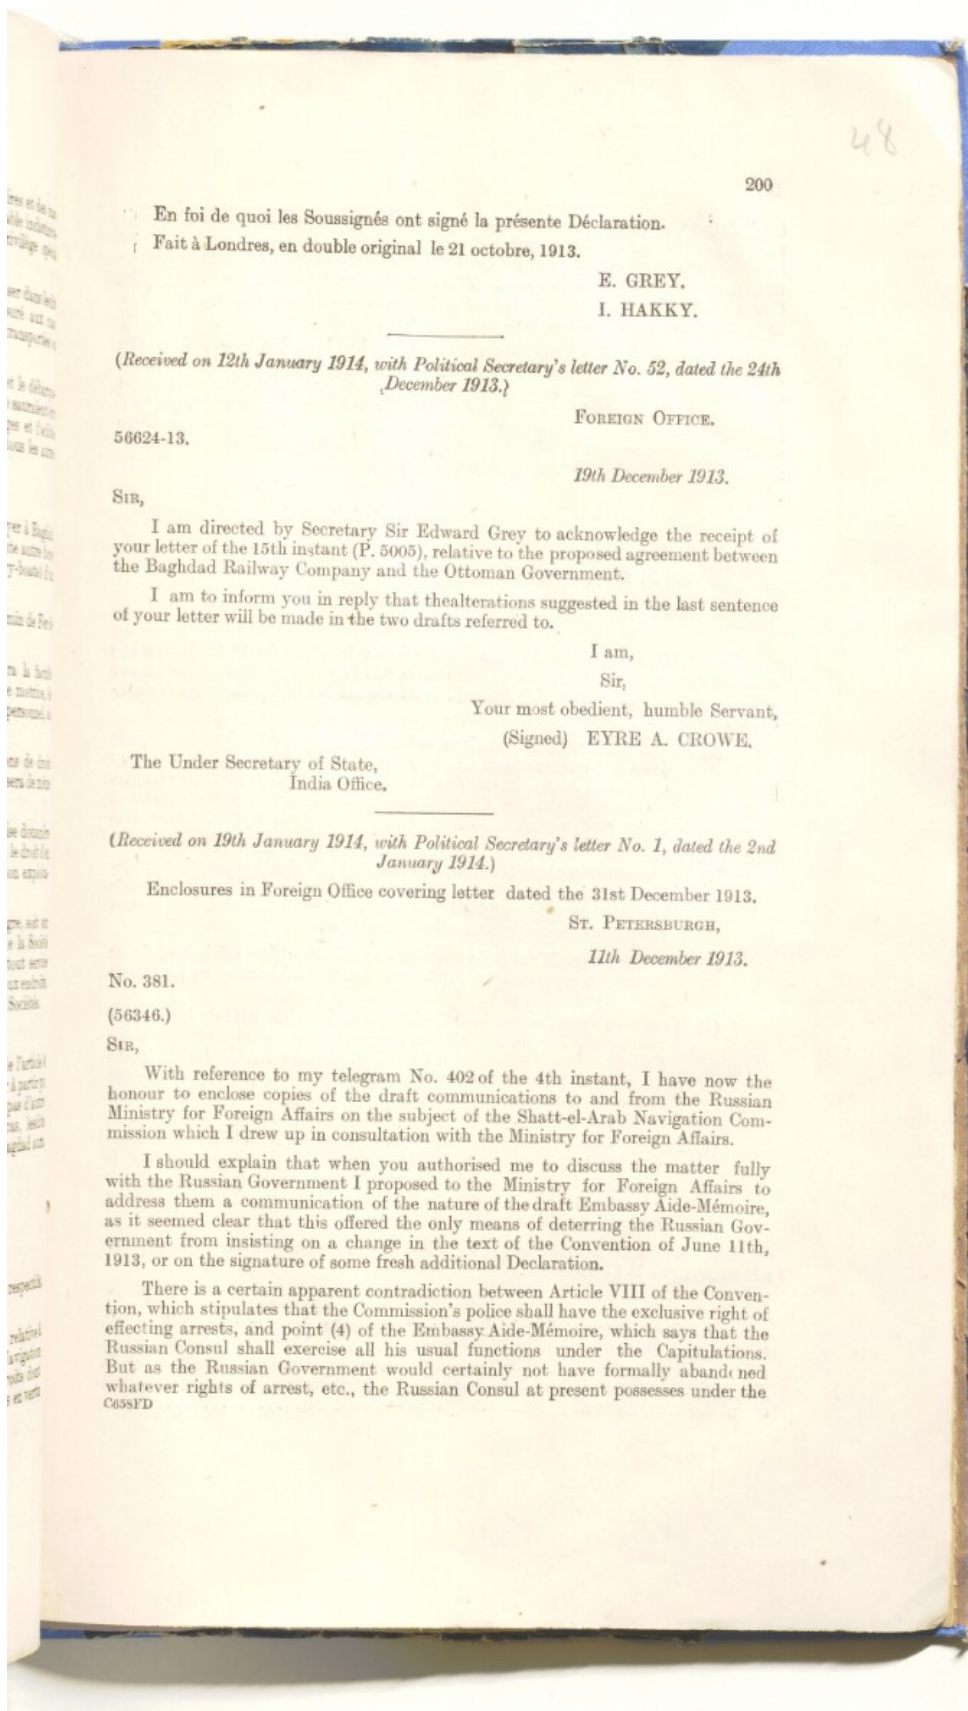 48
200
En foi de quoi les Soussignés ont signé la présente Déclaration.
Fait à Londres, en double original le 21 octobre, 1913.
E. GREY.
I. HAKKY.
(Received on 12th January 1914, with Political Secretary's letter No. 52, dated the 24th
December 1913.)
FOREIGN OFFICE.
56624-13.
19th December 1913.
SIR,
I am directed by Secretary Sir Edward Grey to acknowledge the receipt of
your letter of the 15th instant (P. 5005), relative to the proposed agreement between
the Baghdad Railway Company and the Ottoman Government.
I am to inform you in reply that thealterations suggested in the last sentence
of your letter will be made in the two drafts referred to.
I am,
Sir,
Your most obedient, humble Servant,
(Signed) EYRE A. CROWE.
The Under Secretary of State,
India Office.
(Received on 19th January 1914, with Political Secretary's letter No. 1, dated the 2nd
January 1914.)
Enclosures in Foreign Office covering letter dated the 31st December 1913.
ST. PETERSBURGH,
11th December 1913.
No. 381.
(56346.)
SIR,
With reference to my telegram No. 402 of the 4th instant, I have now the
honour to enclose copies of the draft communications to and from the Russian
Ministry for Foreign Affairs on the subject of the Shatt-el-Arab Navigation Com-
mission which I drew up in consultation with the Ministry for Foreign Affairs.
I should explain that when you authorised me to discuss the matter fully
with the Russian Government I proposed to the Ministry for Foreign Affairs to
address them a communication of the nature of the draft Embassy Aide-Mémoire,
as it seemed clear that this offered the only means of deterring the Russian Gov-
ernment from insisting on a change in the text of the Convention of June 11th,
1913, or on the signature of some fresh additional Declaration.
There is a certain apparent contradiction between Article VIII of the Conven-
tion, which stipulates that the Commission's police shall have the exclusive right of
effecting arrests, and point (4) of the Embassy Aide-Mémoire, which says that the
Russian Consul shall exercise all his usual functions under the Capitulations.
But as the Russian Government would certainly not have formally aband ned
whatever rights of arrest, etc., the Russian Consul at present possesses under the
C658FD